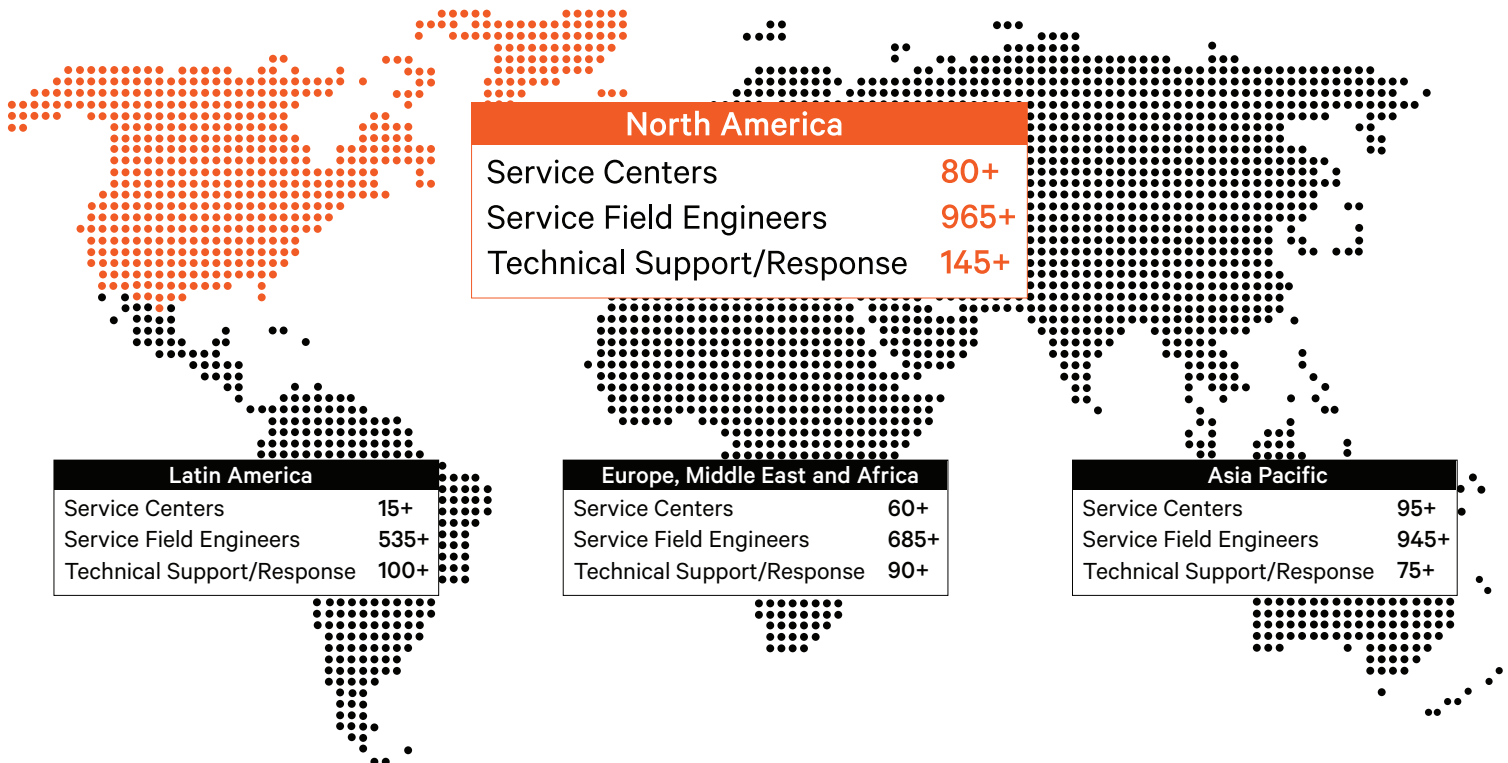 North America
Service Centers 80+
Service Field Engineers 965+
Technical Support/Response 145+
Latin America
Service Centers 15+
Service Field Engineers 535+
Technical Support/Response 100+
Europe, Middle East and Africa
Service Centers 60+
Service Field Engineers 685+
Technical Support/Response 90+
Asia Pacific
Service Centers 95+
Service Field Engineers 945+
Technical Support/Response 75+